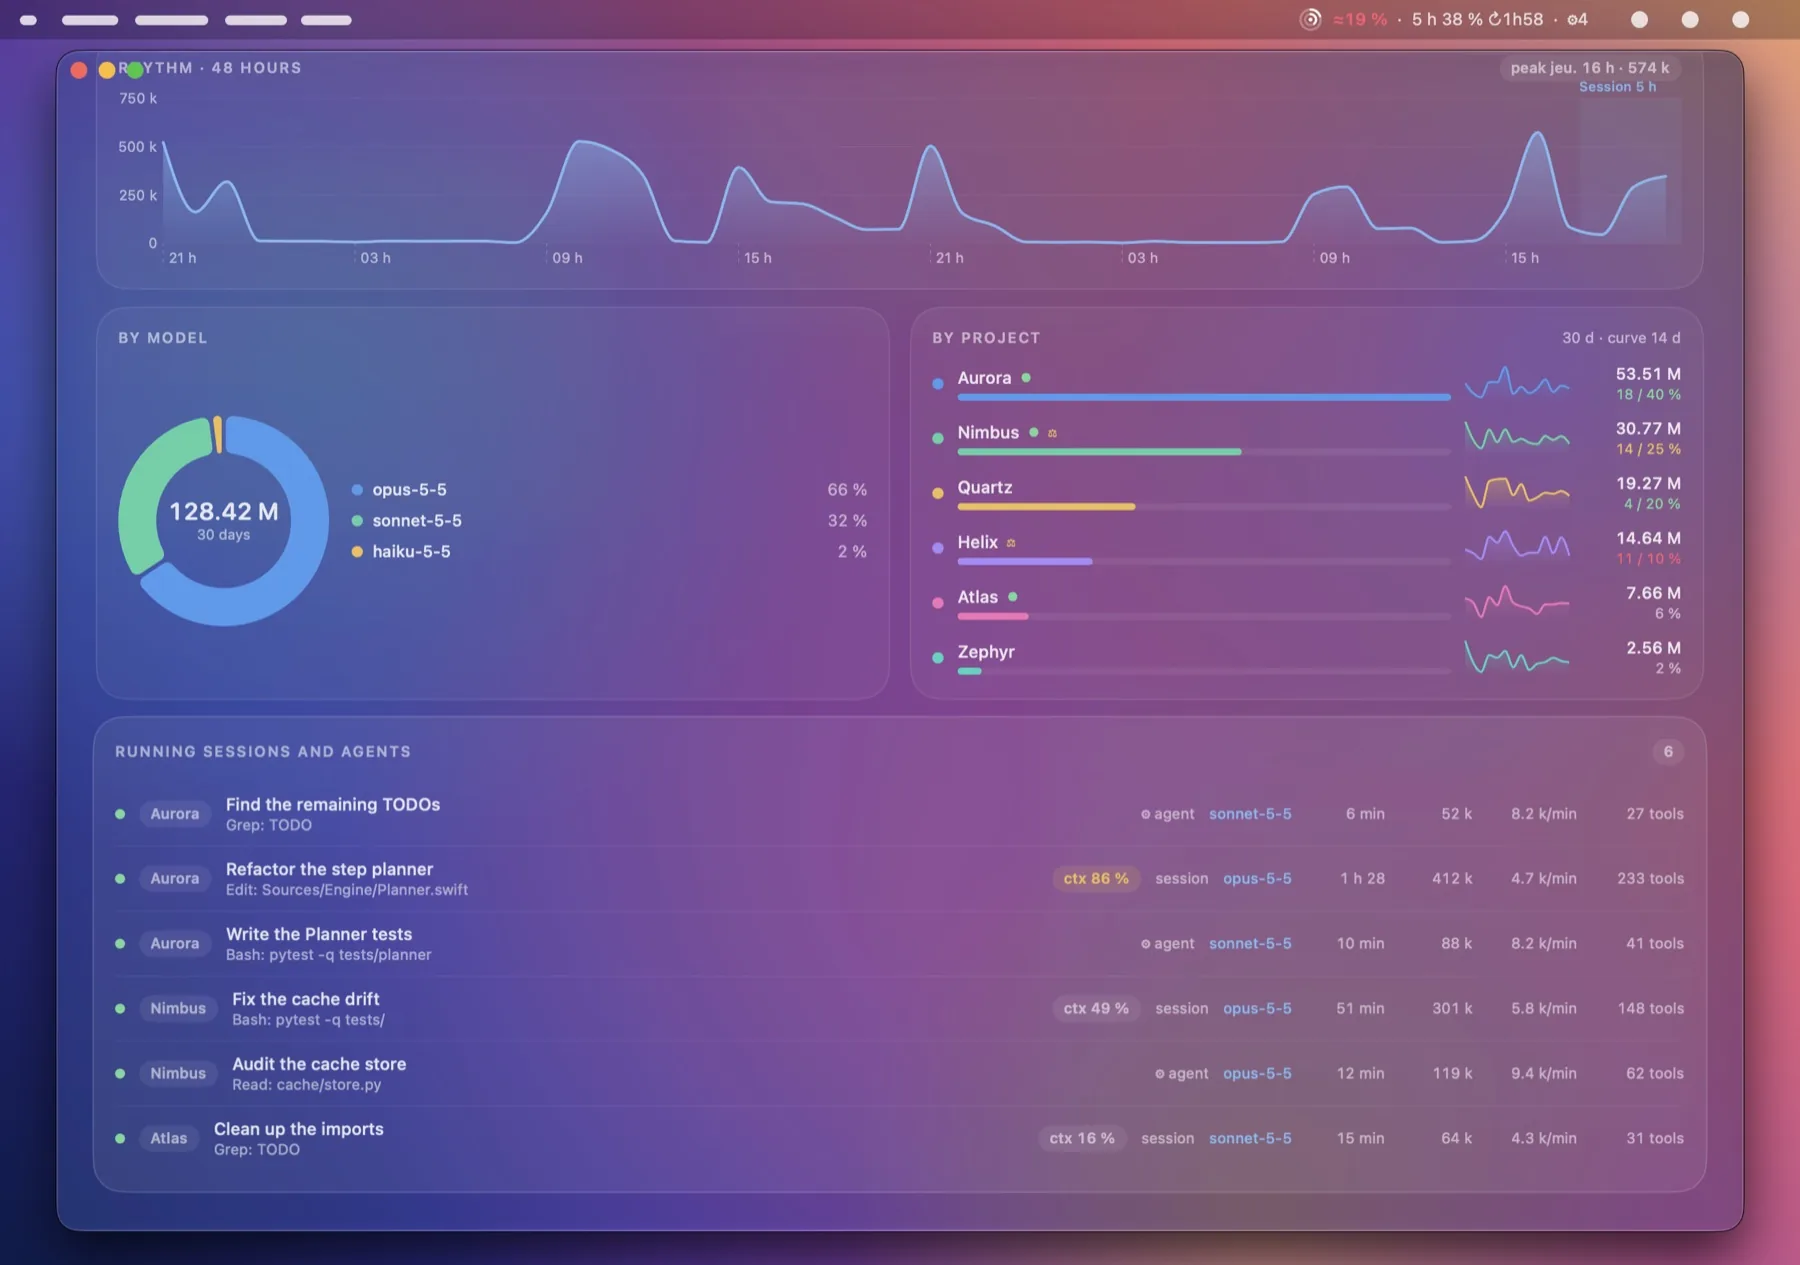 ≈19 % · 5 h 38 % ↻1h58 · ⚙4
RHYTHM · 48 HOURS
peak jeu. 16 h · 574 k
Session 5 h
750 k
500 k
250 k
0
21 h 03 h 09 h 15 h 21 h 03 h 09 h 15 h
BY MODEL
128.42 M
30 days
opus-5-5 66 %
sonnet-5-5 32 %
haiku-5-5 2 %
BY PROJECT 30 d · curve 14 d
Aurora 53.51 M
18 / 40 %
Nimbus 30.77 M
14 / 25 %
Quartz 19.27 M
4 / 20 %
Helix 14.64 M
11 / 10 %
Atlas 7.66 M
6 %
Zephyr 2.56 M
2 %
RUNNING SESSIONS AND AGENTS 6
Aurora Find the remaining TODOs agent sonnet-5-5 6 min 52 k 8.2 k/min 27 tools
Grep: TODO
Aurora Refactor the step planner ctx 86 % session opus-5-5 1 h 28 412 k 4.7 k/min 233 tools
Edit: Sources/Engine/Planner.swift
Aurora Write the Planner tests agent sonnet-5-5 10 min 88 k 8.2 k/min 41 tools
Bash: pytest -q tests/planner
Nimbus Fix the cache drift ctx 49 % session opus-5-5 51 min 301 k 5.8 k/min 148 tools
Bash: pytest -q tests/
Nimbus Audit the cache store agent opus-5-5 12 min 119 k 9.4 k/min 62 tools
Read: cache/store.py
Atlas Clean up the imports ctx 16 % session sonnet-5-5 15 min 64 k 4.3 k/min 31 tools
Grep: TODO